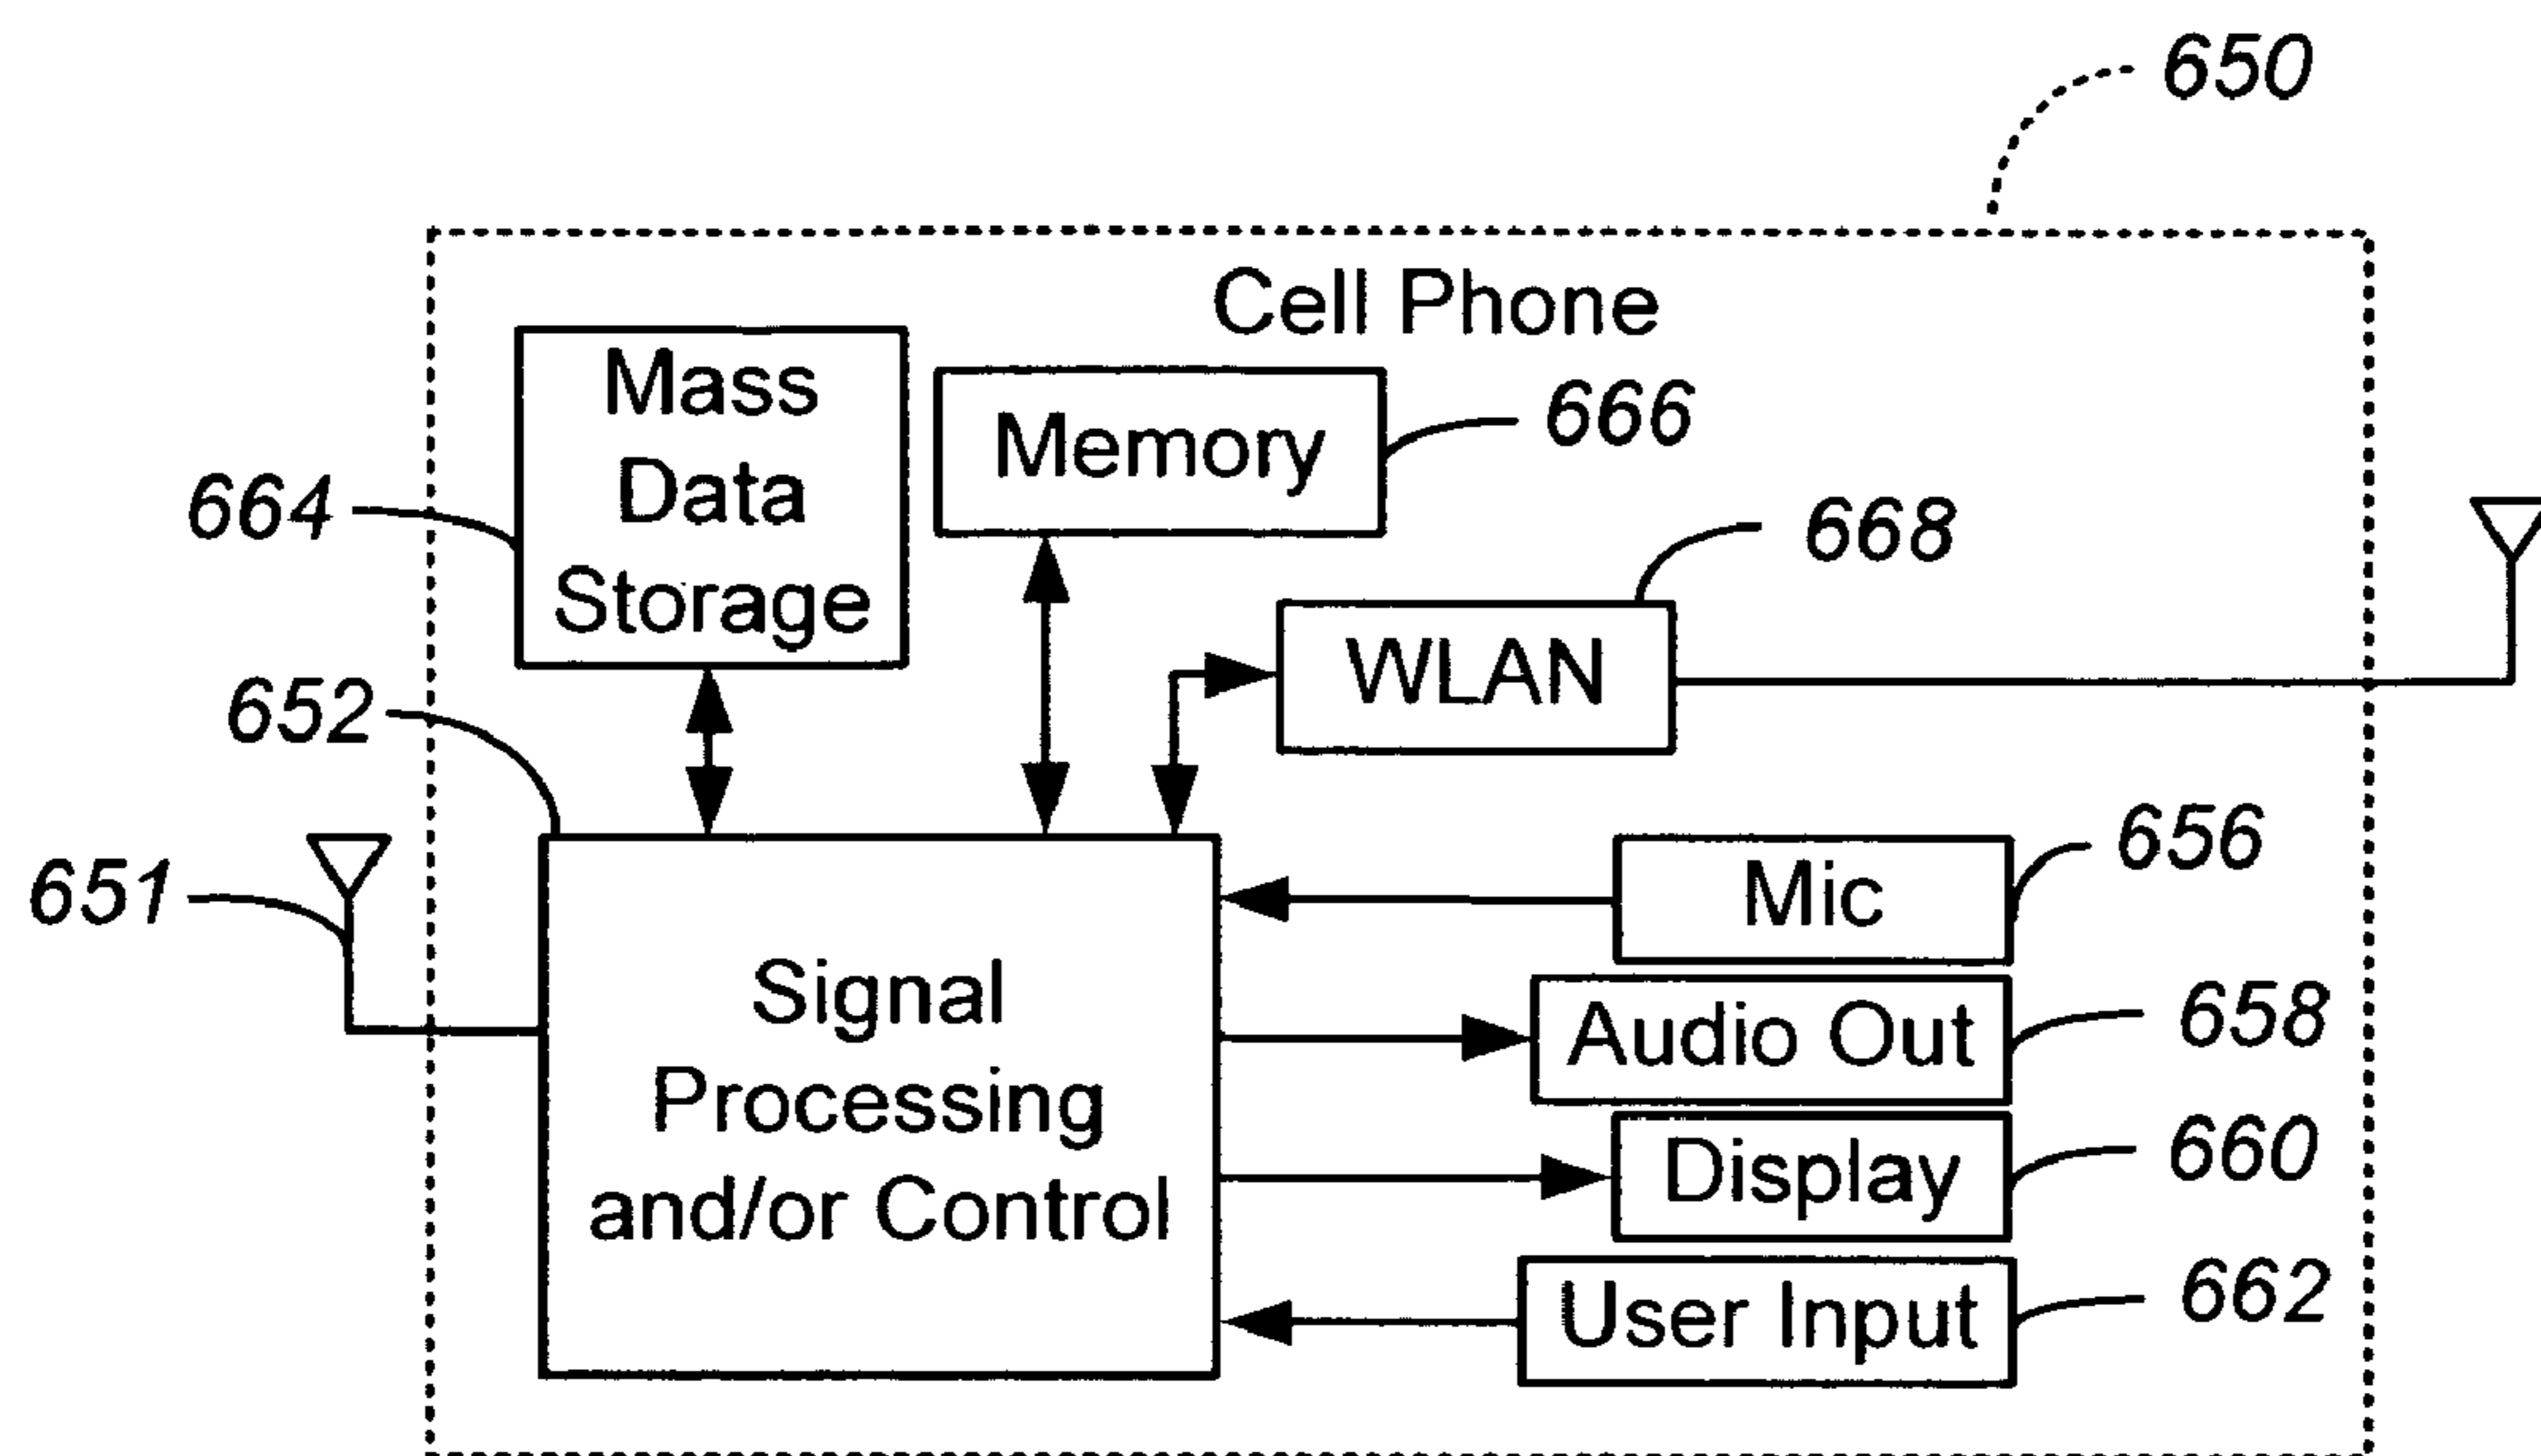 650
Cell Phone
Mass
Data
Storage
664
Memory
666
668
WLAN
652
651
Signal
Processing
and/or Control
Mic
656
Audio Out
658
Display
660
User Input
662